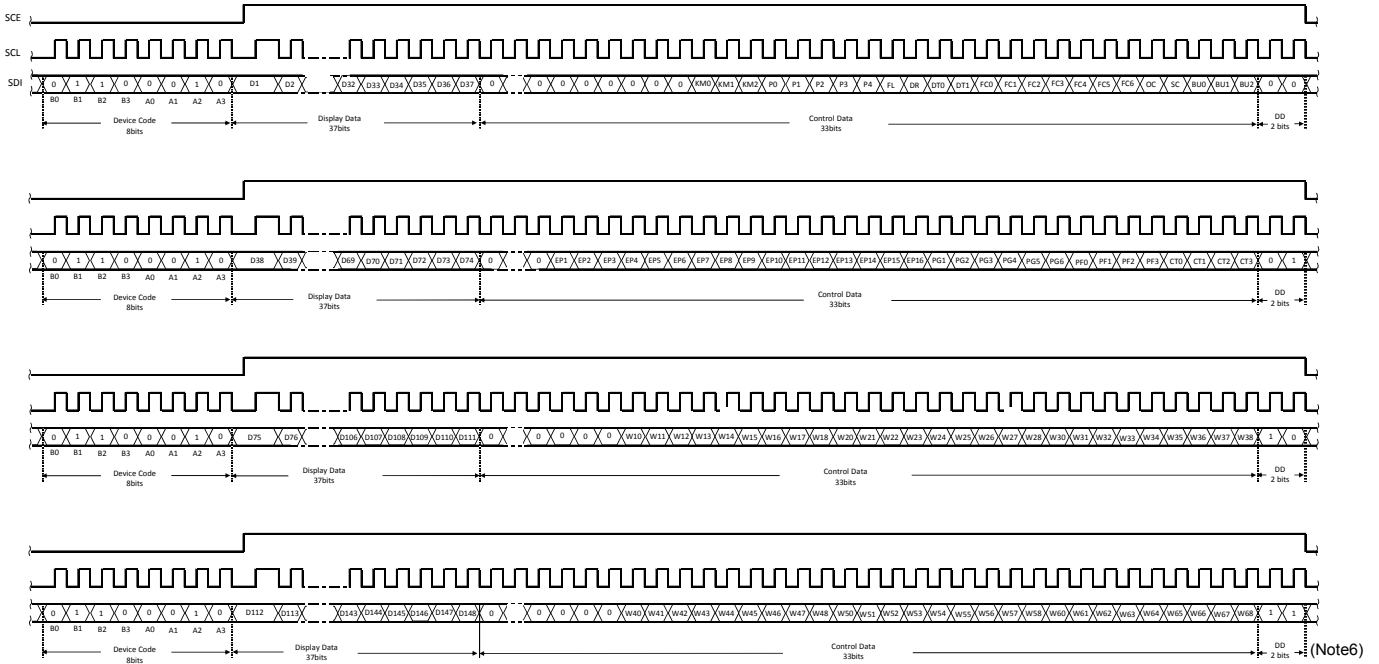 SCE
SCL
SDI 0 1 1 0 0 0 1 0 D1 D2 D32 D33 D34 D35 D36 D37 0 0 0 0 0 0 0 0 KM0 KM1 KM2 P0 P1 P2 P3 P4 FL DR DT0 DT1 FC0 FC1 FC2 FC3 FC4 FC5 FC6 OC SC BU0 BU1 BU2 0 0
B0 B1 B2 B3 A0 A1 A2 A3
Device Code 8bits
Display Data 37bits
Control Data 33bits
DD 2 bits
0 1 1 0 0 0 1 0 D38 D39 D69 D70 D71 D72 D73 D74 0 0 EP1 EP2 EP3 EP4 EP5 EP6 EP7 EP8 EP9 EP10 EP11 EP12 EP13 EP14 EP15 EP16 PG1 PG2 PG3 PG4 PG5 PG6 PF0 PF1 PF2 PF3 CT0 CT1 CT2 CT3 0 1
B0 B1 B2 B3 A0 A1 A2 A3
Device Code 8bits
Display Data 37bits
Control Data 33bits
DD 2 bits
0 1 1 0 0 0 1 0 D75 D76 D106 D107 D108 D109 D110 D111 0 0 0 0 0 W10 W11 W12 W13 W14 W15 W16 W17 W18 W20 W21 W22 W23 W24 W25 W26 W27 W28 W30 W31 W32 W33 W34 W35 W36 W37 W38 1 0
B0 B1 B2 B3 A0 A1 A2 A3
Device Code 8bits
Display Data 37bits
Control Data 33bits
DD 2 bits
0 1 1 0 0 0 1 0 D112 D113 D143 D144 D145 D146 D147 D148 0 0 0 0 0 W40 W41 W42 W43 W44 W45 W46 W47 W48 W50 W51 W52 W53 W54 W55 W56 W57 W58 W60 W61 W62 W63 W64 W65 W66 W67 W68 1 1
B0 B1 B2 B3 A0 A1 A2 A3
Device Code 8bits
Display Data 37bits
Control Data 33bits
DD 2 bits
(Note6)